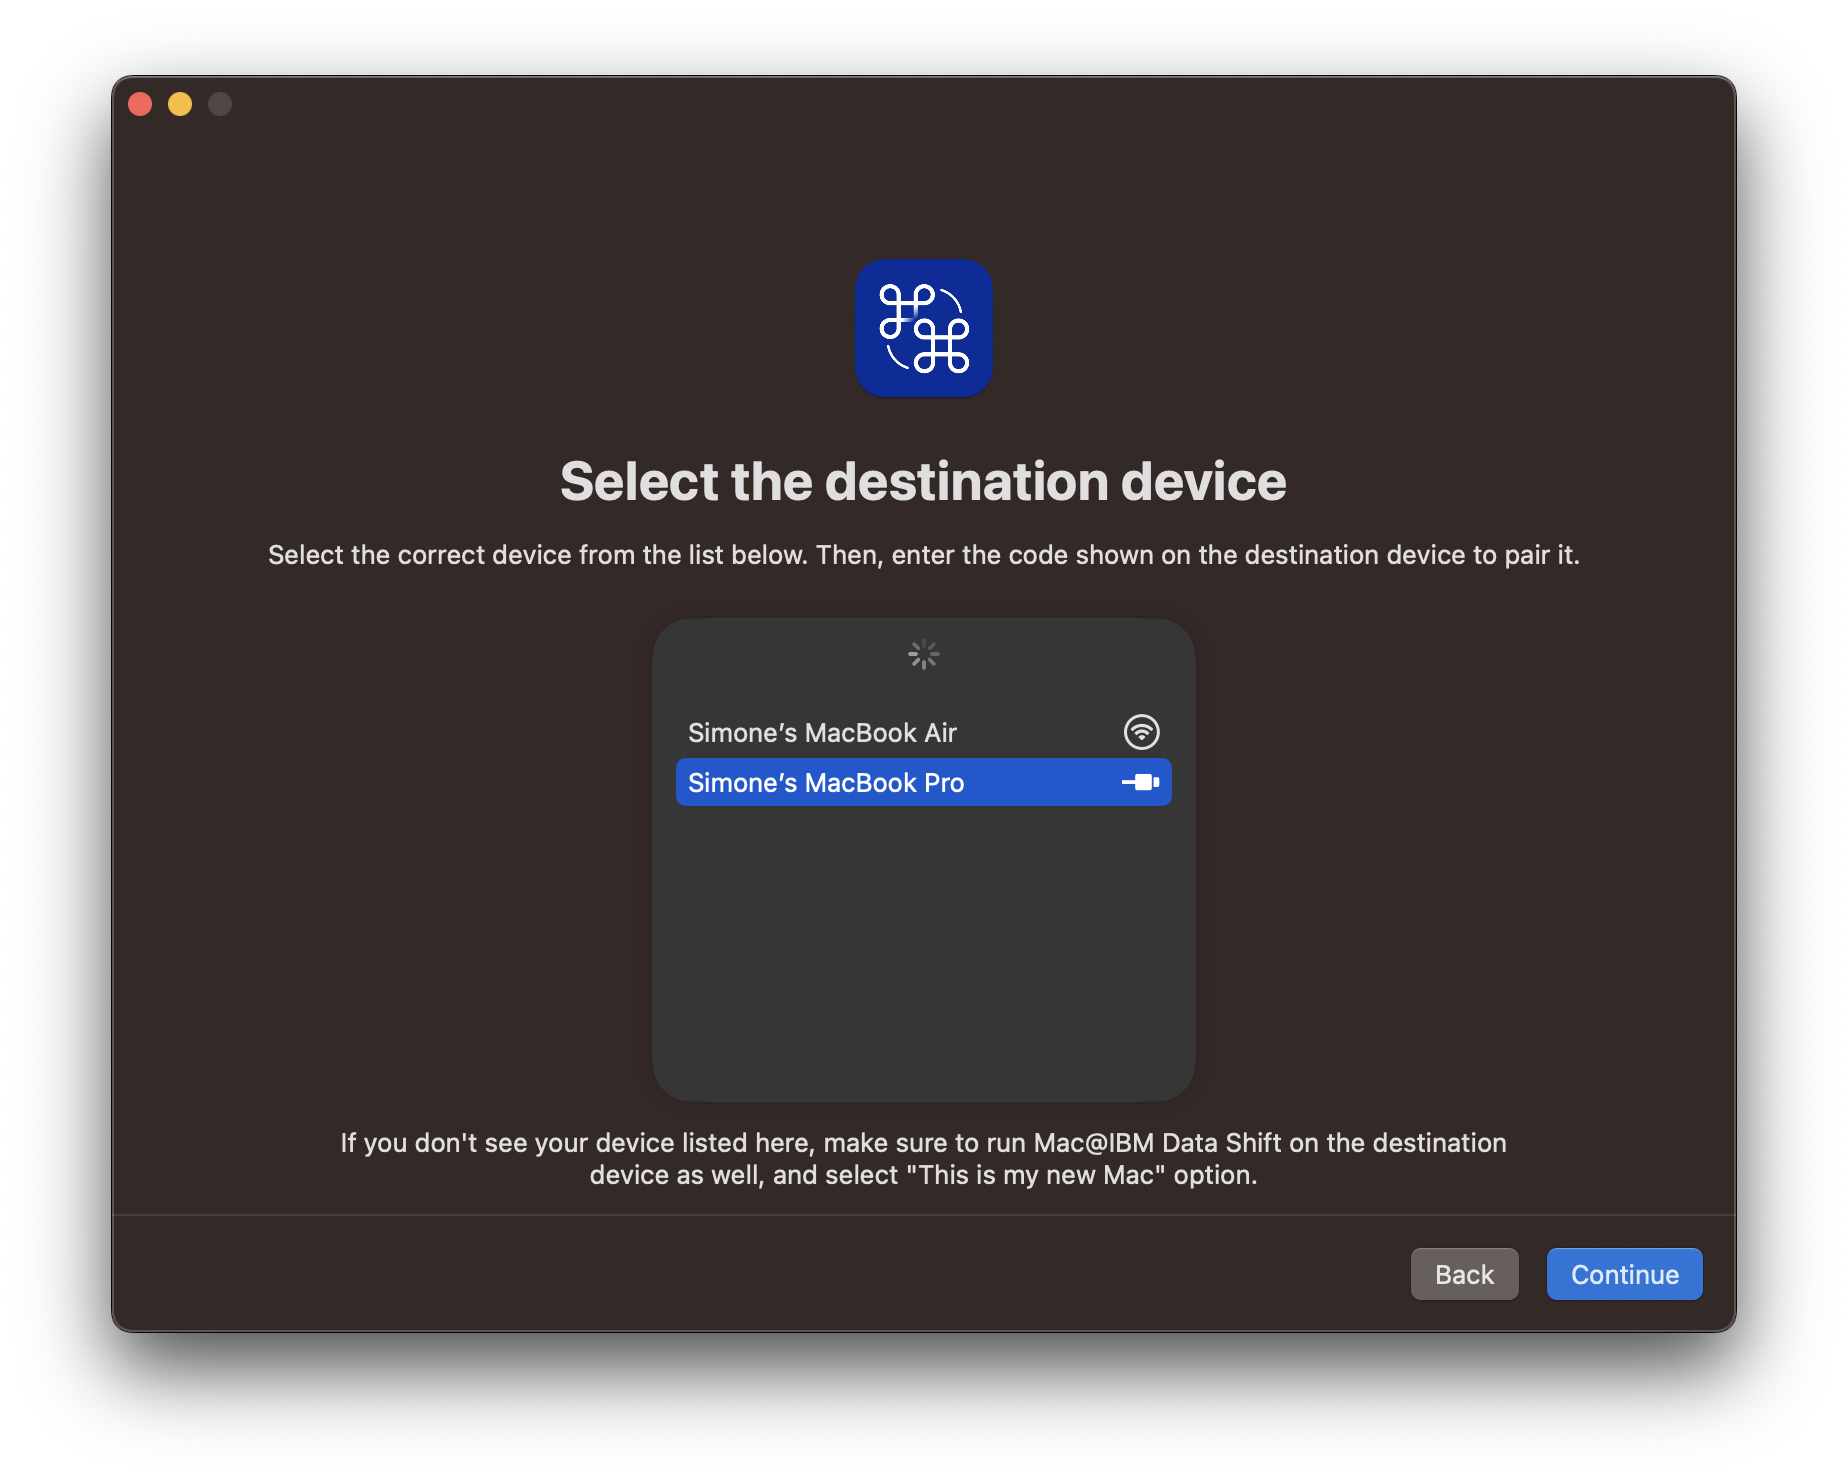 Select the destination device
Select the correct device from the list below. Then, enter the code shown on the destination device to pair it.
Simone’s MacBook Air
Simone’s MacBook Pro
If you don't see your device listed here, make sure to run Mac@IBM Data Shift on the destination
device as well, and select "This is my new Mac" option.
Back
Continue